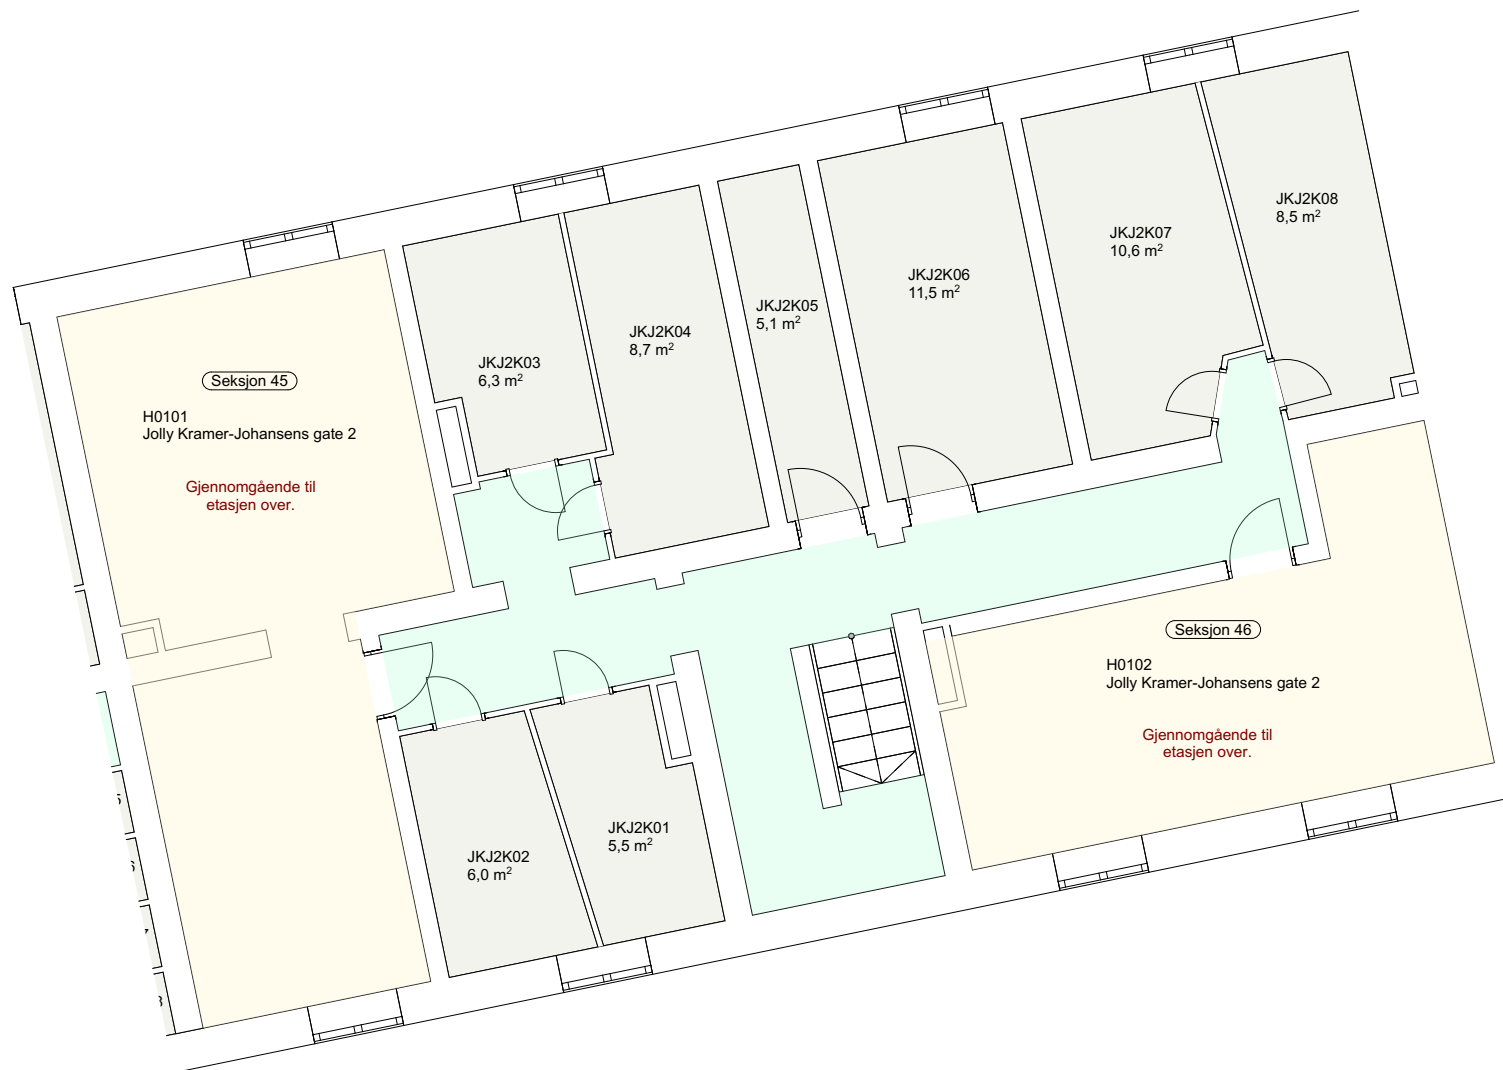 JKJ2K08
8,5 m²
JKJ2K07
10,6 m²
JKJ2K06
11,5 m²
JKJ2K05
5,1 m²
JKJ2K04
8,7 m²
JKJ2K03
6,3 m²
Seksjon 45
H0101
Jolly Kramer-Johansens gate 2
Gjennomgående til
etasjen over.
Seksjon 46
H0102
Jolly Kramer-Johansens gate 2
Gjennomgående til
etasjen over.
JKJ2K01
5,5 m²
JKJ2K02
6,0 m²